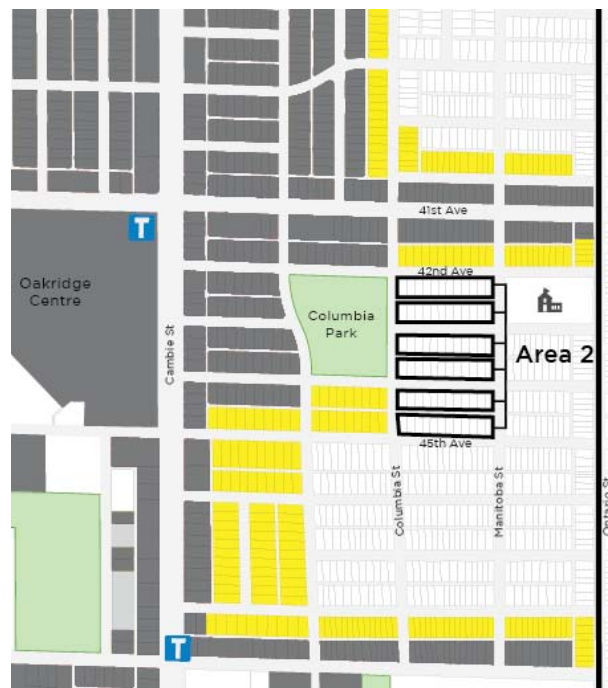 41st Ave
T
42nd Ave
Oakridge
Centre
Columbia
Park
Cambie St
Area 2
45th Ave
Columbia St
Manitoba St
Ontario St
T